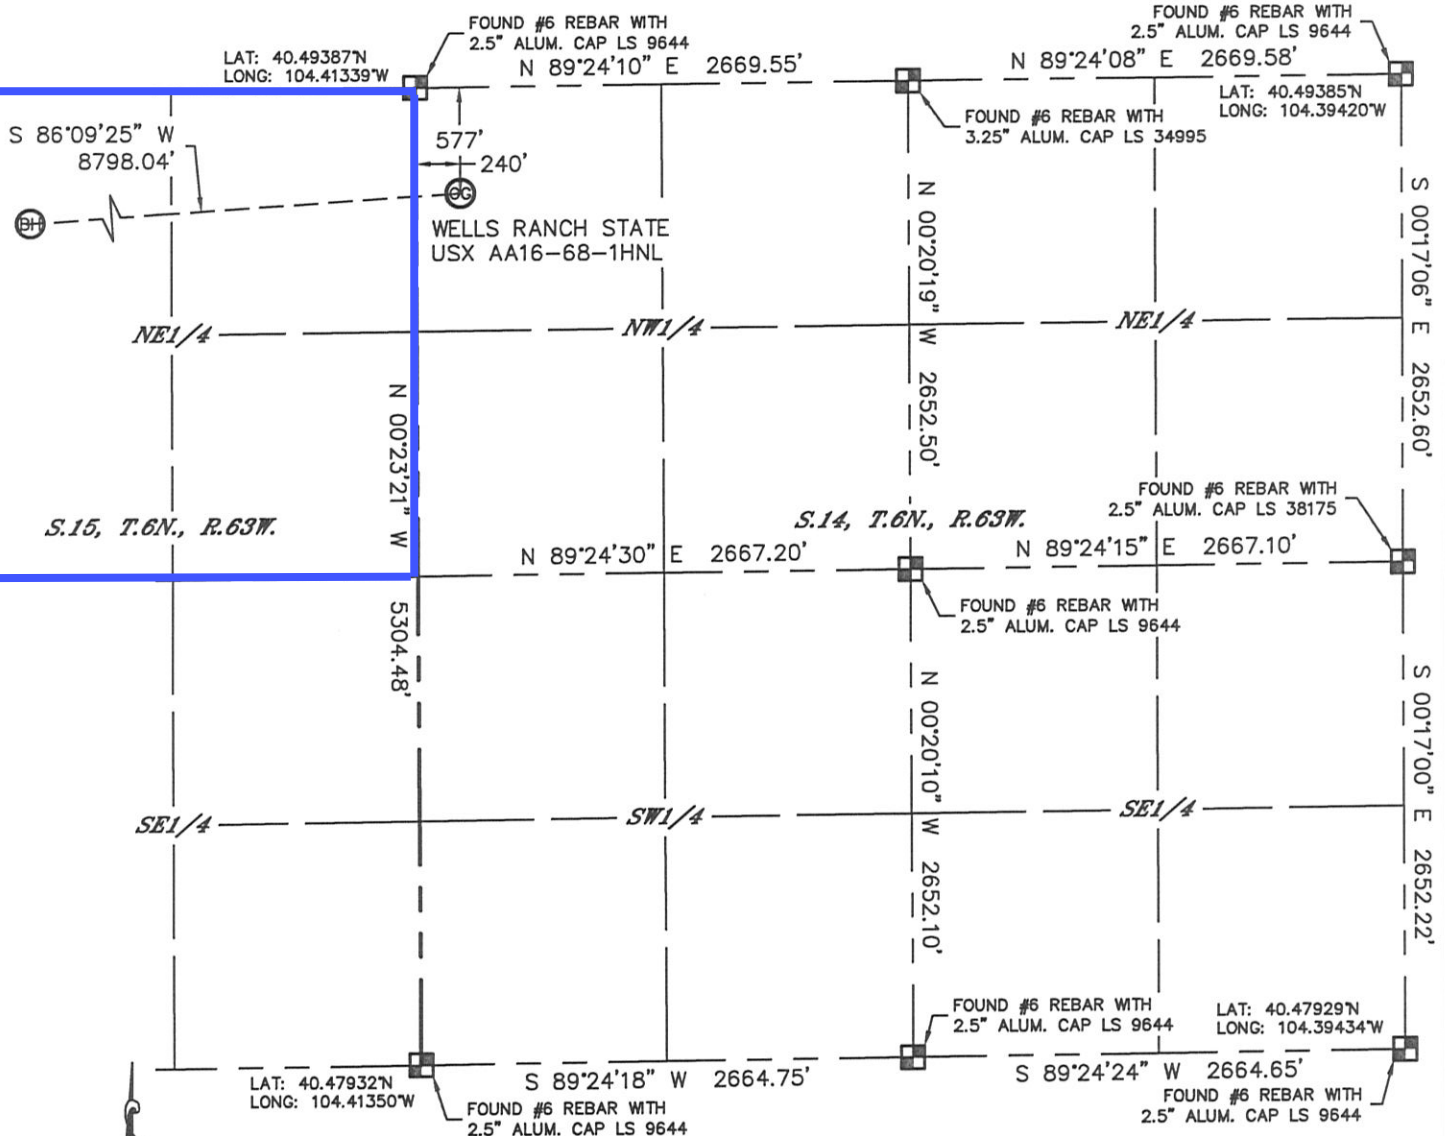 FOUND #6 REBAR WITH
2.5" ALUM. CAP LS 9644
FOUND #6 REBAR WITH
2.5" ALUM. CAP LS 9644
LAT: 40.49387°N
LONG: 104.41339°W
N 89°24'10" E 2669.55'
N 89°24'08" E 2669.58'
LAT: 40.49385°N
LONG: 104.39420°W
FOUND #6 REBAR WITH
3.25" ALUM. CAP LS 34995
S 86°09'25" W
8798.04'
577'
240'
BH
WELLS RANCH STATE
USX AA16-68-1HNL
N 00°20'19" W 2652.50'
S 00°17'06" E 2652.60'
NE1/4
NW1/4
NE1/4
N 00°23'21" W 5304.48'
S.15, T.6N., R.63W.
S.14, T.6N., R.63W.
FOUND #6 REBAR WITH
2.5" ALUM. CAP LS 38175
N 89°24'30" E 2667.20'
N 89°24'15" E 2667.10'
FOUND #6 REBAR WITH
2.5" ALUM. CAP LS 9644
N 00°20'10" W 2652.10'
S 00°17'00" E 2652.22'
SE1/4
SW1/4
SE1/4
FOUND #6 REBAR WITH
2.5" ALUM. CAP LS 9644
LAT: 40.47929°N
LONG: 104.39434°W
LAT: 40.47932°N
LONG: 104.41350°W
S 89°24'18" W 2664.75'
S 89°24'24" W 2664.65'
FOUND #6 REBAR WITH
2.5" ALUM. CAP LS 9644
FOUND #6 REBAR WITH
2.5" ALUM. CAP LS 9644